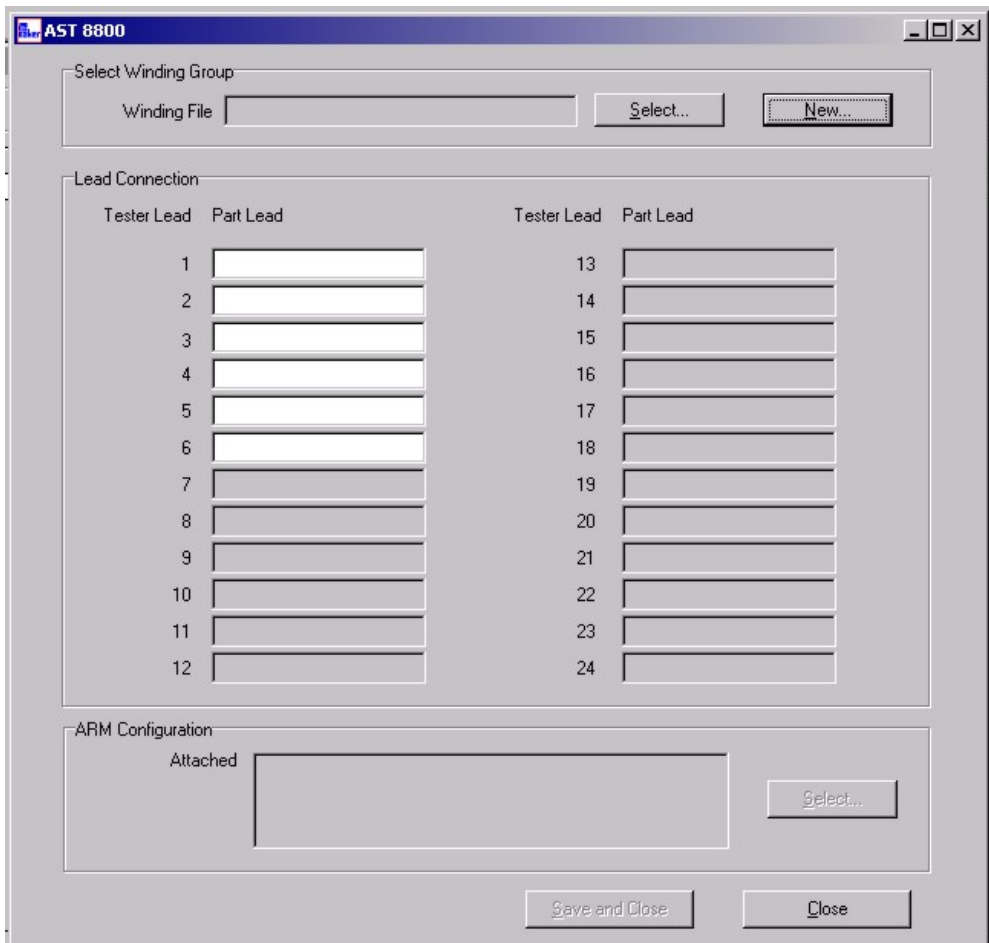 AST 8800
Select Winding Group
Winding File Select... New...
Lead Connection
Tester Lead Part Lead Tester Lead Part Lead
1 13
2 14
3 15
4 16
5 17
6 18
7 19
8 20
9 21
10 22
11 23
12 24
ARM Configuration
Attached
Select...
Save and Close Close